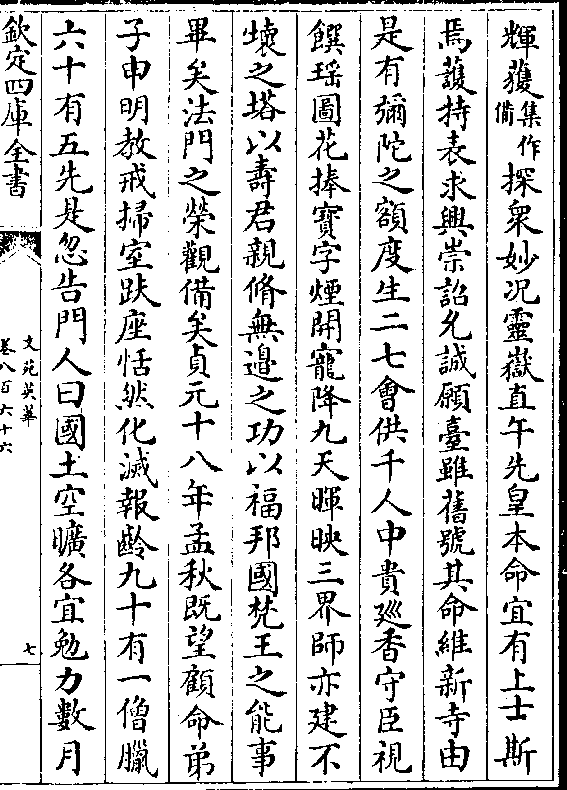 輝蒦集作備探衆妙况靈嶽直午先皇本命宜有上士斯
焉護持表求興崇詔允誠願臺雖舊號其命維新寺由
是有彌陀之額度生二七會供千人中貴廵香守臣視
饌瑶圖花捧寳字煙開寵降九天暉映三界師亦建不
壊之塔以壽君親脩無邉之功以福邦國梵王之能事
畢矣法門之榮觀備矣貞元十八年孟秋既望顧命弟
子申明教戒掃室趺座恬然化滅報齡九十有一僧臘
六十有五先是忽告門人曰國土空曠各宜勉力數月
欽定四庫全書
文苑英華
卷八百六十六
七